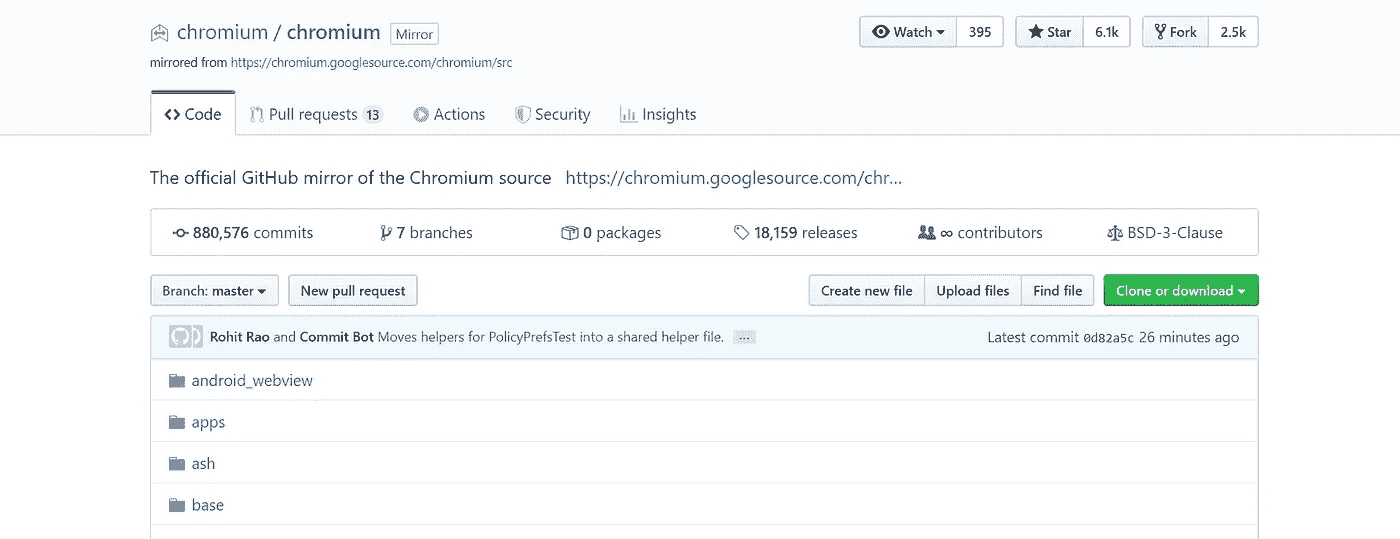 chromium / chromium Mirror Watch 395 Star 6.1k Fork 2.5k
mirrored from https://chromium.googlesource.com/chromium/src
Code Pull requests 13 Actions Security Insights
The official GitHub mirror of the Chromium source https://chromium.googlesource.com/chr...
880,576 commits 7 branches 0 packages 18,159 releases ∞ contributors BSD-3-Clause
Branch: master New pull request Create new file Upload files Find file Clone or download
Rohit Rao and Commit Bot Moves helpers for PolicyPrefsTest into a shared helper file. ... Latest commit 0d82a5c 26 minutes ago
android_webview
apps
ash
base